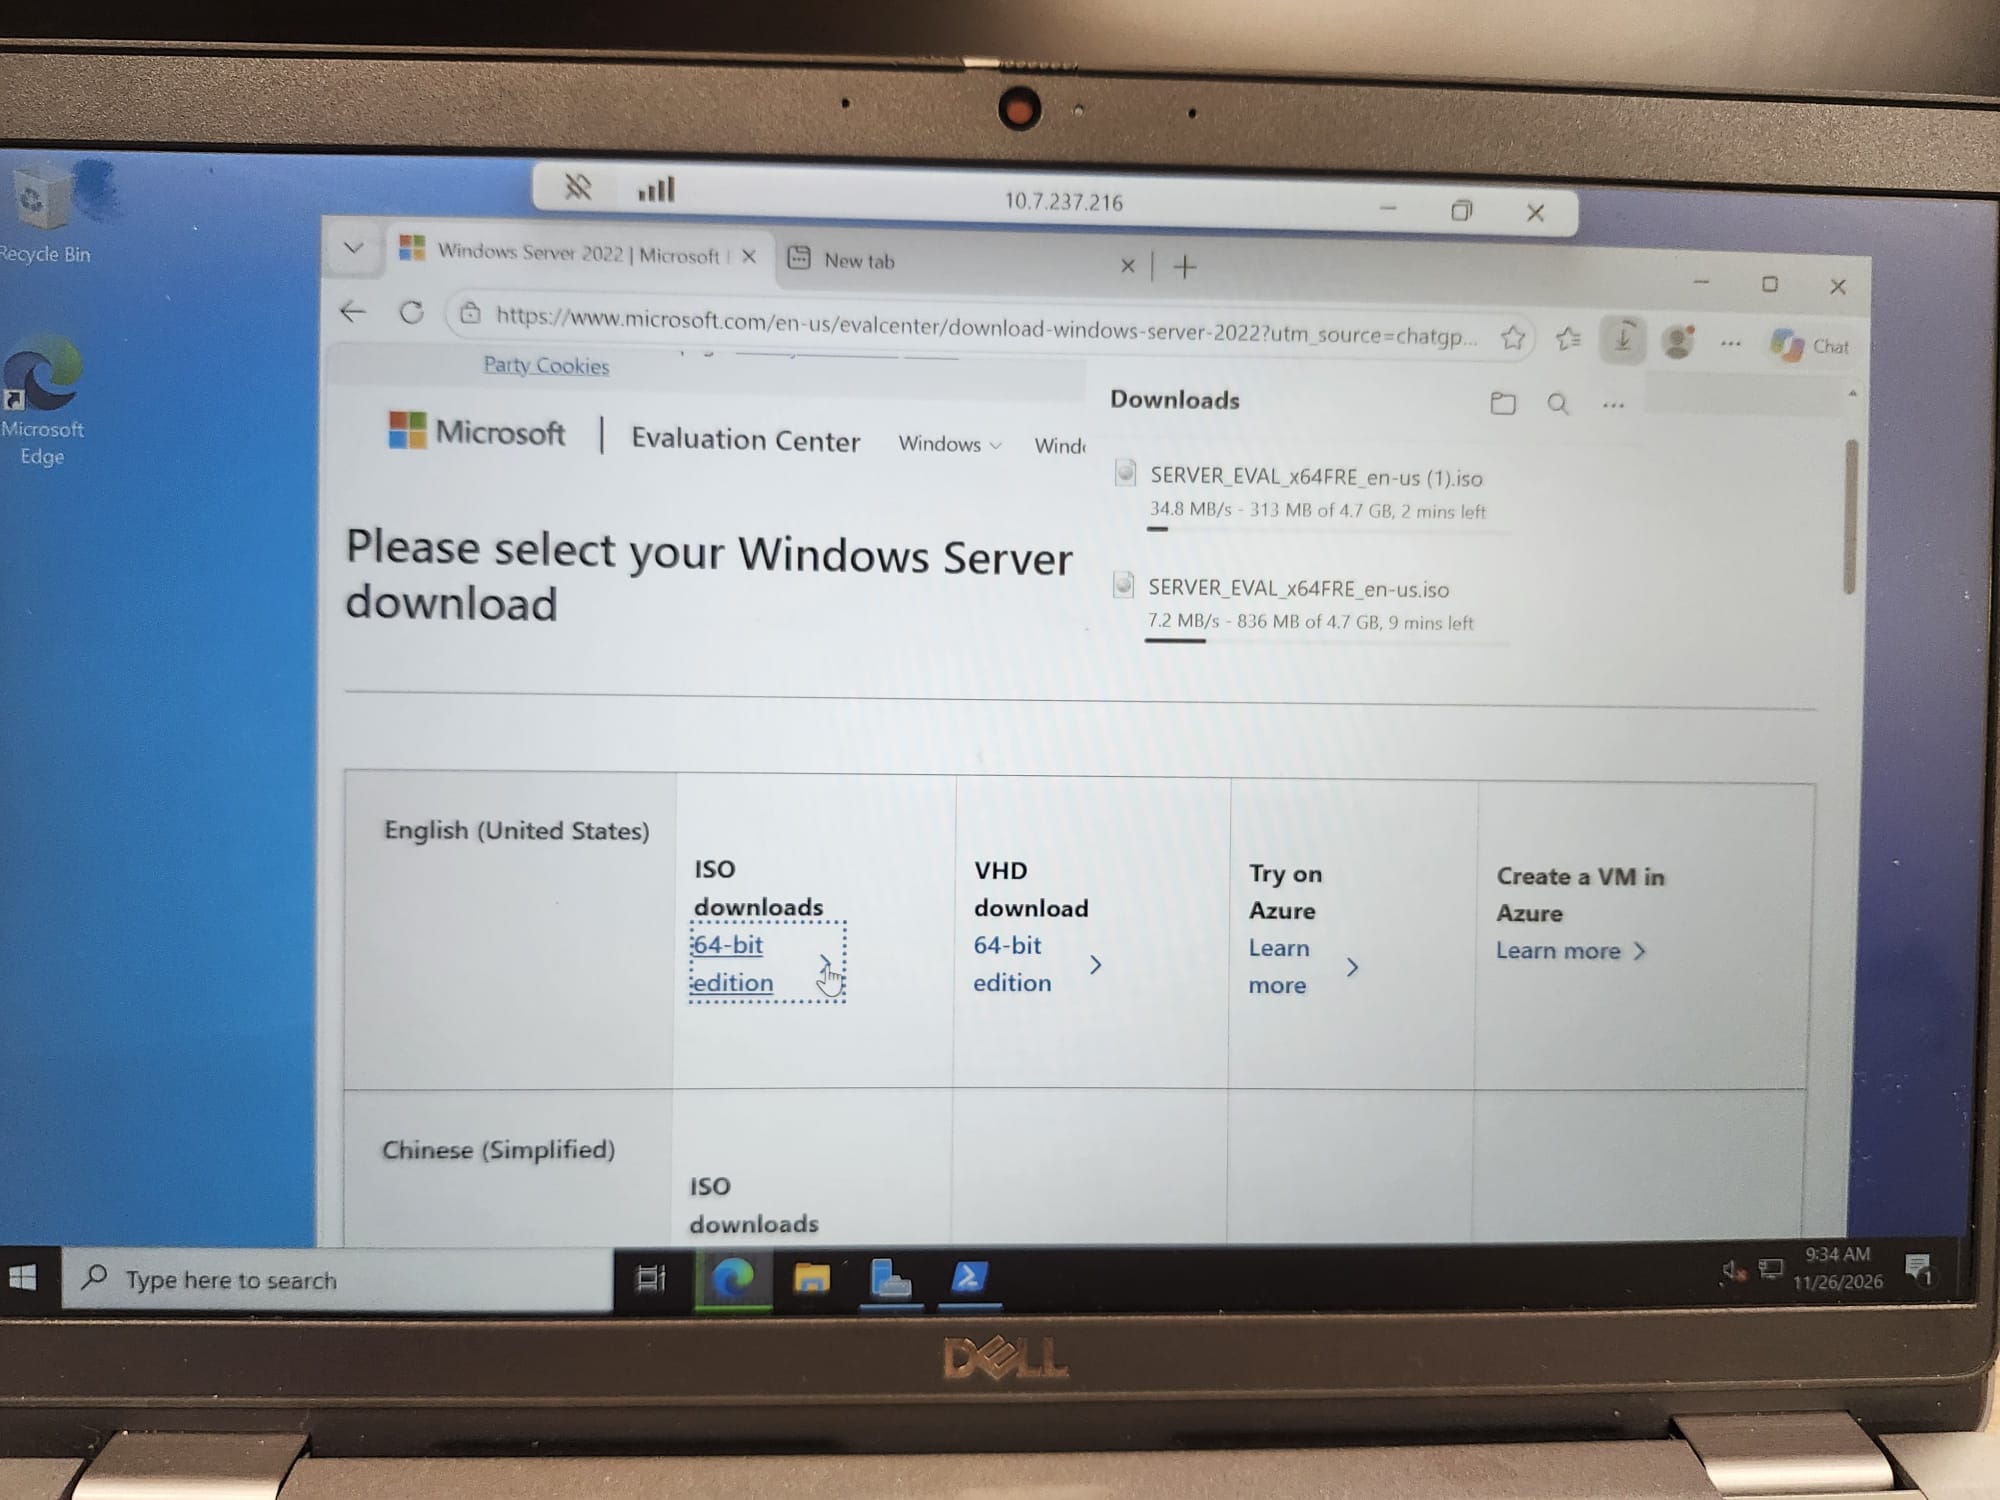 10.7.237.216
Recycle Bin
Microsoft
Edge
Windows Server 2022 | Microsoft
New tab
https://www.microsoft.com/en-us/evalcenter/download-windows-server-2022?utm_source=chatgp...
Chat
Party Cookies
Microsoft | Evaluation Center
Windows
Wind
Downloads
SERVER_EVAL_x64FRE_en-us (1).iso
34.8 MB/s - 313 MB of 4.7 GB, 2 mins left
SERVER_EVAL_x64FRE_en-us.iso
7.2 MB/s - 836 MB of 4.7 GB, 9 mins left
Please select your Windows Server
download
English (United States)
ISO
downloads
64-bit
edition
VHD
download
64-bit
edition
Try on
Azure
Learn
more
Create a VM in
Azure
Learn more
Chinese (Simplified)
ISO
downloads
Type here to search
9:34 AM
11/26/2026
1
DELL